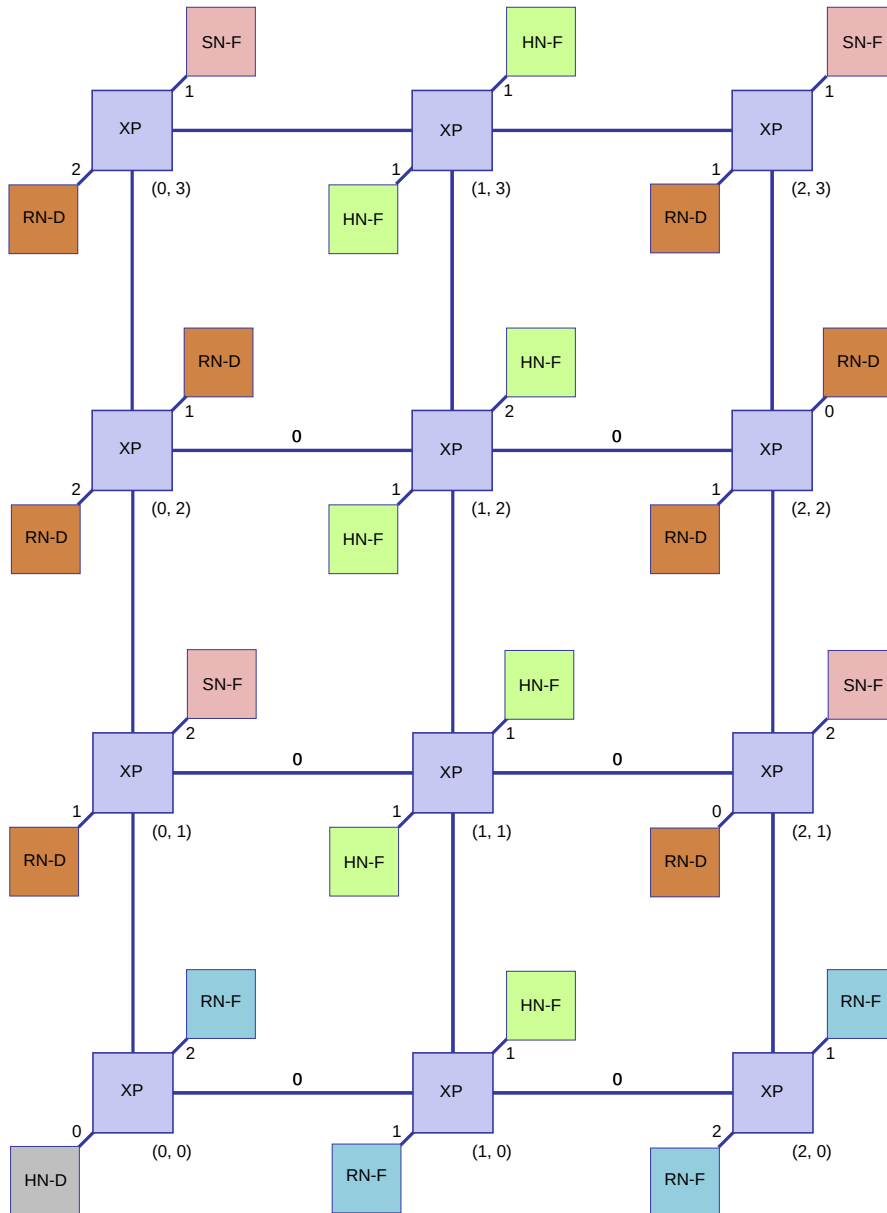 SN-F
HN-F
SN-F
1
1
1
XP
XP
XP
2
1
1
(0, 3)
(1, 3)
(2, 3)
RN-D
HN-F
RN-D
RN-D
HN-F
RN-D
1
2
0
XP
0
XP
0
XP
2
1
1
(0, 2)
(1, 2)
(2, 2)
RN-D
HN-F
RN-D
SN-F
HN-F
SN-F
2
1
2
XP
0
XP
0
XP
1
1
0
(0, 1)
(1, 1)
(2, 1)
RN-D
HN-F
RN-D
RN-F
HN-F
RN-F
2
1
1
XP
0
XP
0
XP
0
1
2
(0, 0)
(1, 0)
(2, 0)
HN-D
RN-F
RN-F